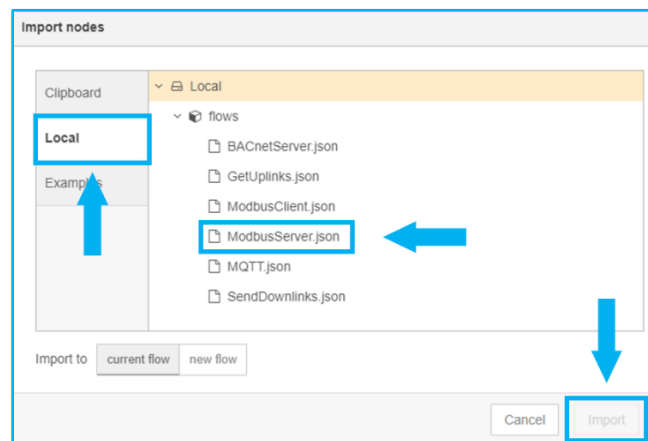 Import nodes
Clipboard
Local
Examples
Local
flows
BACnetServer.json
GetUplinks.json
ModbusClient.json
ModbusServer.json
MQTT.json
SendDownlinks.json
Import to current flow new flow
Cancel Import